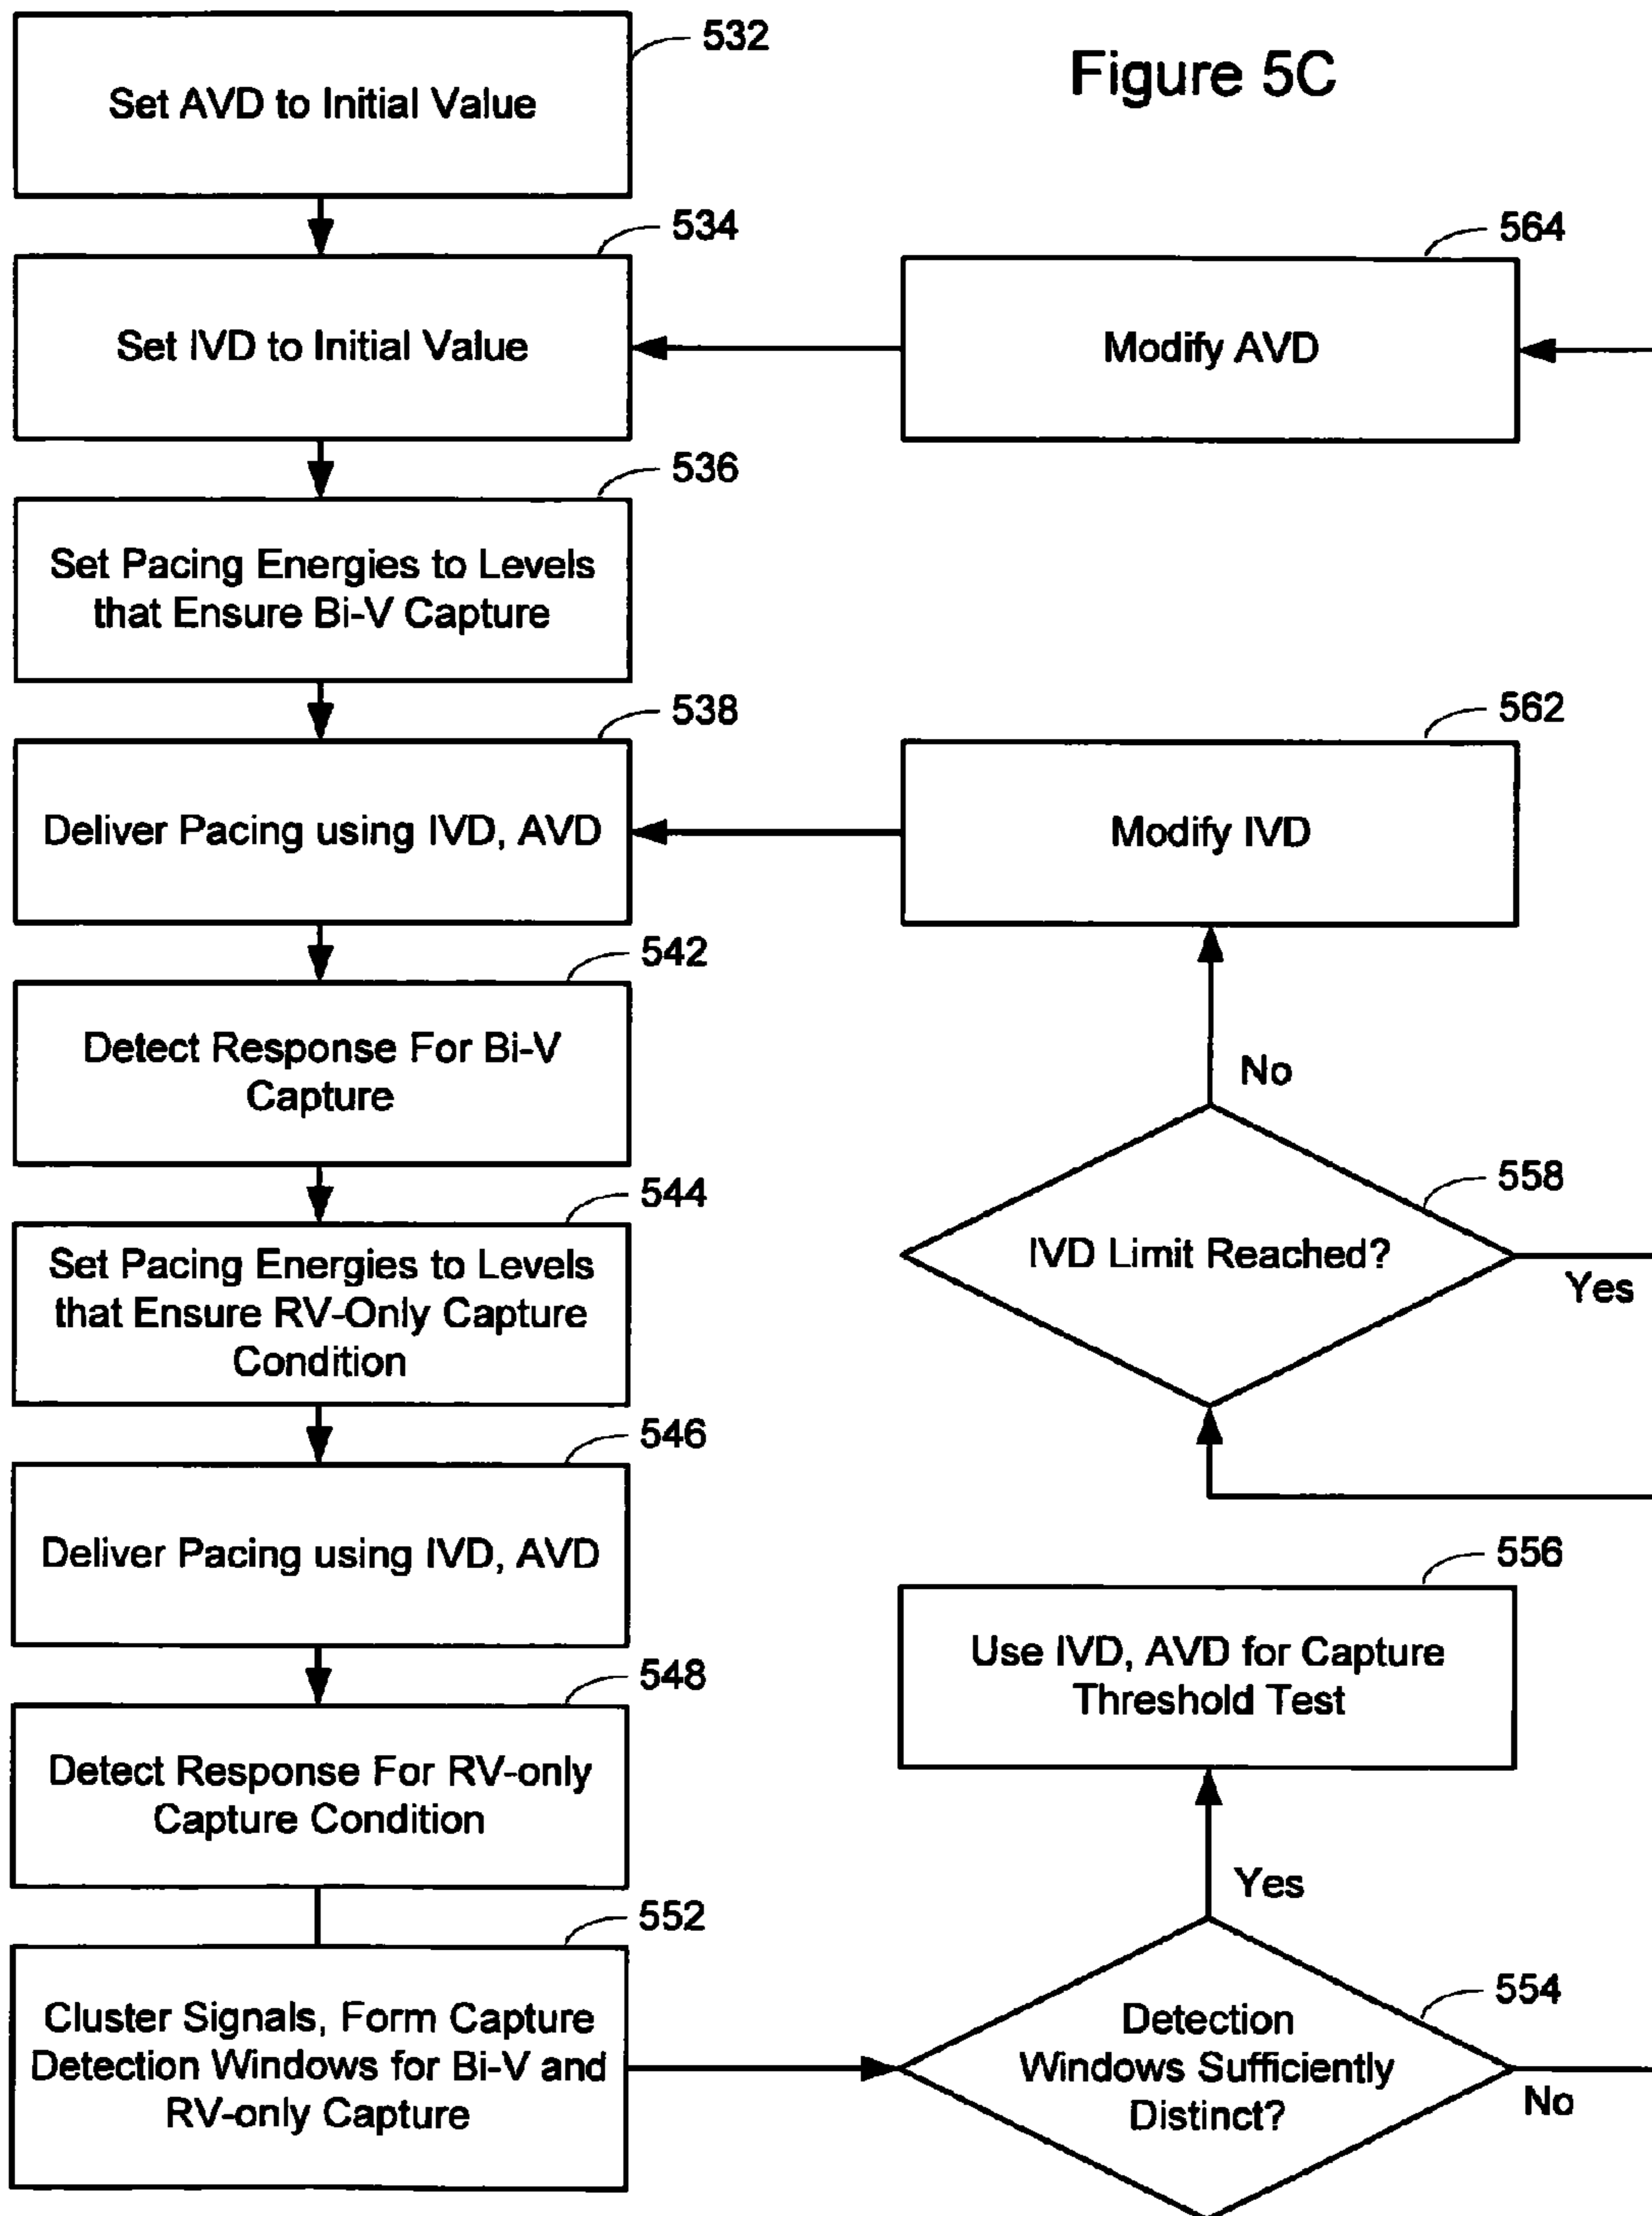 Figure 5C
532
Set AVD to Initial Value
534
Set IVD to Initial Value
564
Modify AVD
536
Set Pacing Energies to Levels
that Ensure Bi-V Capture
538
Deliver Pacing using IVD, AVD
562
Modify IVD
542
Detect Response For Bi-V
Capture
No
544
Set Pacing Energies to Levels
that Ensure RV-Only Capture
Condition
558
IVD Limit Reached?
Yes
546
Deliver Pacing using IVD, AVD
556
Use IVD, AVD for Capture
Threshold Test
548
Detect Response For RV-only
Capture Condition
Yes
552
Cluster Signals, Form Capture
Detection Windows for Bi-V and
RV-only Capture
554
Detection
Windows Sufficiently
Distinct?
No